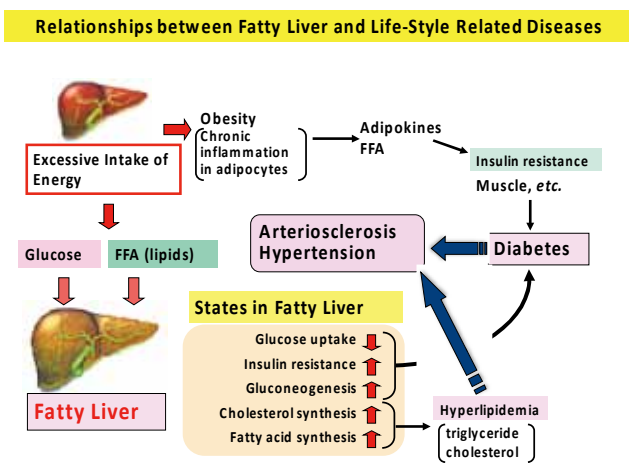 Relationships between Fatty Liver and Life-Style Related Diseases
Obesity
Chronic
inflammation
in adipocytes
Adipokines
FFA
Excessive Intake of
Energy
Insulin resistance
Muscle, etc.
Arteriosclerosis
Hypertension
Diabetes
Glucose
FFA (lipids)
States in Fatty Liver
Glucose uptake
Insulin resistance
Gluconeogenesis
Cholesterol synthesis
Fatty acid synthesis
Fatty Liver
Hyperlipidemia
triglyceride
cholesterol